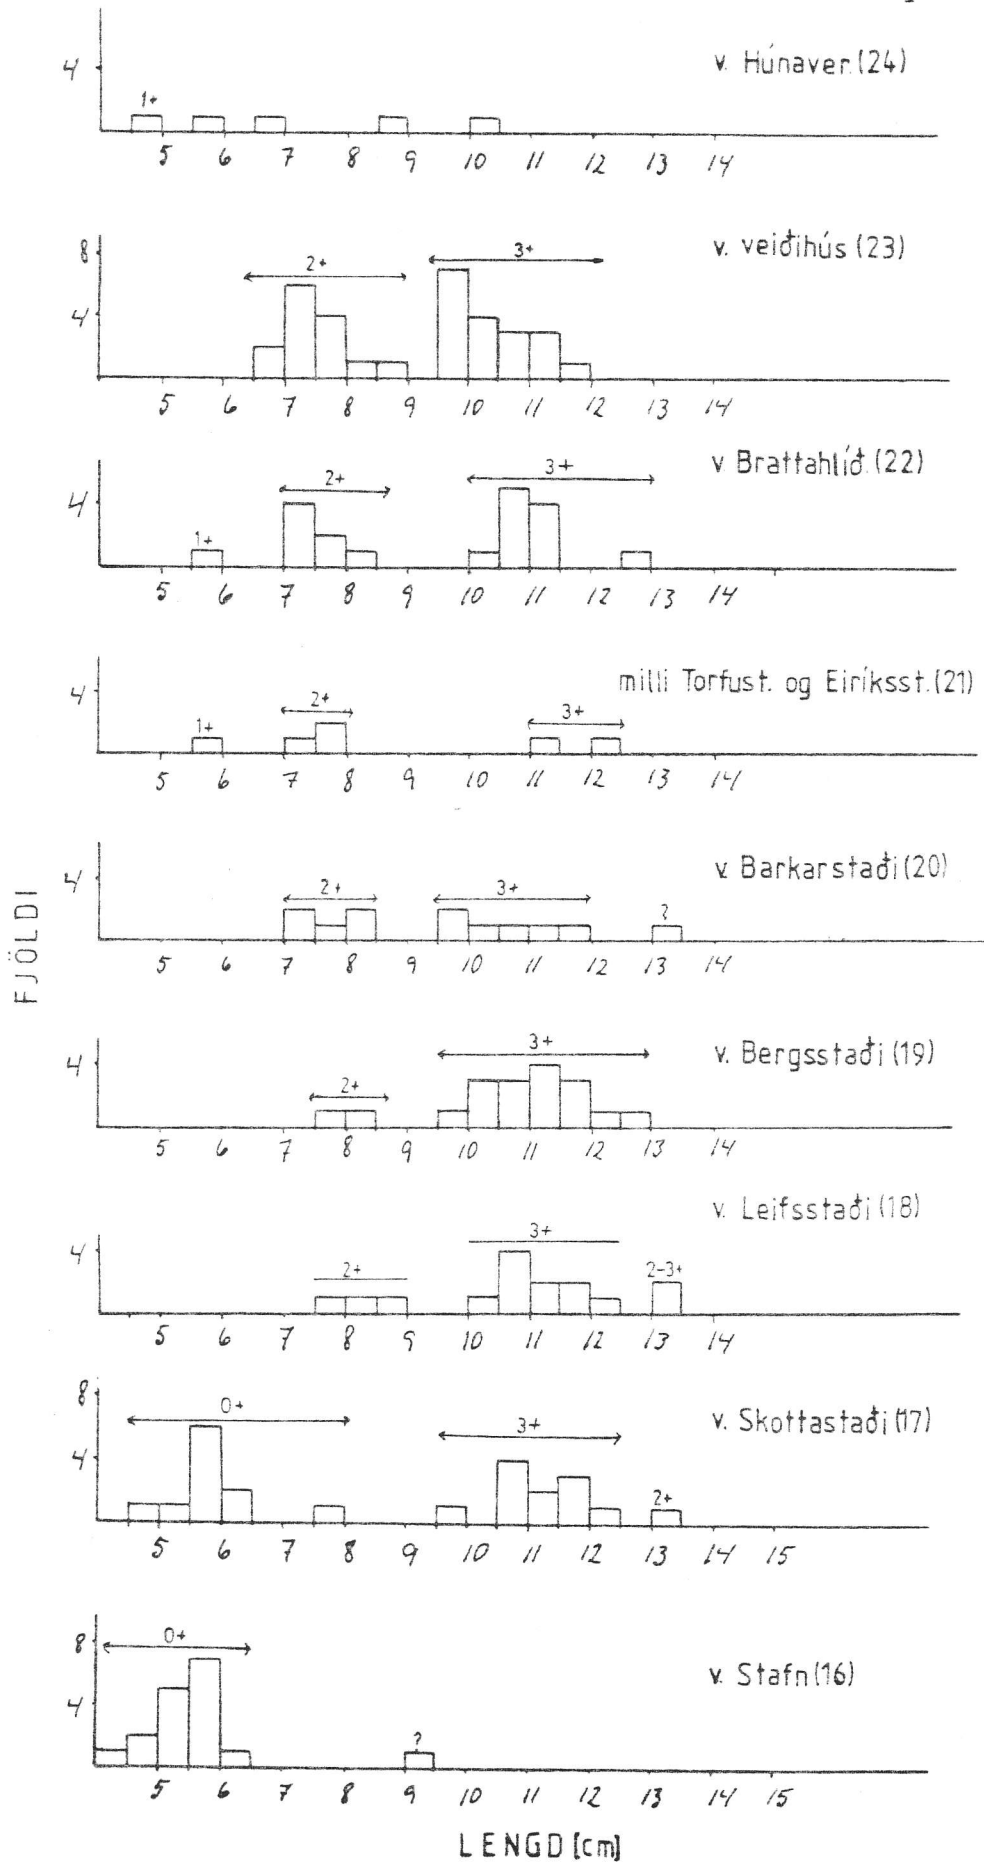 v. Húnaver (24)
4
1+
5 6 7 8 9 10 11 12 13 14
v. veiðihús (23)
8
2+ 3+
4
5 6 7 8 9 10 11 12 13 14
v Brattahlíð (22)
3+
2+
4
1+
5 6 7 8 9 10 11 12 13 14
milli Torfust. og Eiríksst. (21)
4
2+
3+
1+
5 6 7 8 9 10 11 12 13 14
v. Barkarstaði (20)
4
2+ 3+
?
5 6 7 8 9 10 11 12 13 14
FJÖLDI
v. Bergsstaði (19)
3+
4
2+
5 6 7 8 9 10 11 12 13 14
v. Leifsstaði (18)
3+
4
2+ 2-3+
5 6 7 8 9 10 11 12 13 14
8
0+
v. Skottastaði (17)
3+
4
2+
5 6 7 8 9 10 11 12 13 14 15
8
0+
v. Stafn (16)
4
?
5 6 7 8 9 10 11 12 13 14 15
LENGD [cm]